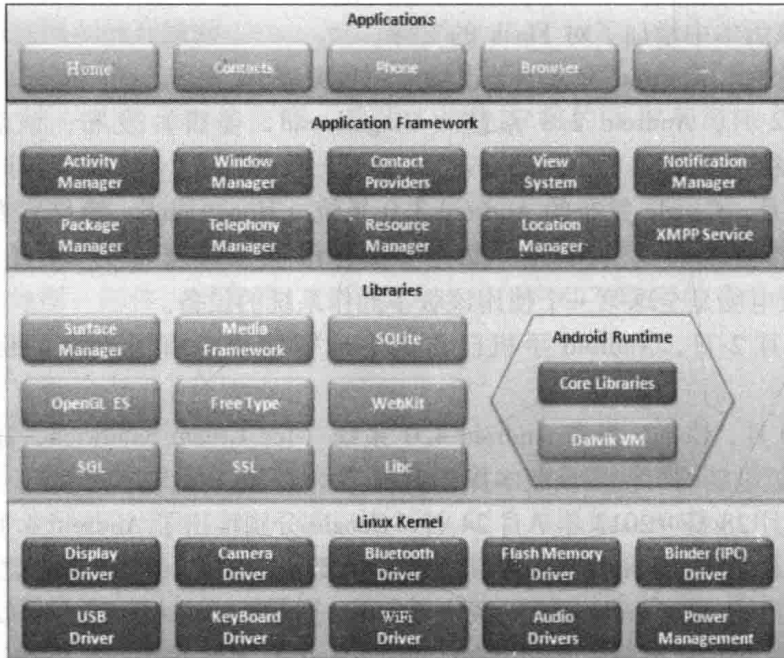 Applications
Home
Contacts
Phone
Browser
...
Application Framework
Activity
Manager
Window
Manager
Contact
Providers
View
System
Notification
Manager
Package
Manager
Telephony
Manager
Resource
Manager
Location
Manager
XMPP Service
Libraries
Surface
Manager
Media
Framework
SQLite
OpenGL ES
Free Type
WebKit
SGL
SSL
Libc
Android Runtime
Core Libraries
Dalvik VM
Linux Kernel
Display
Driver
Camera
Driver
Bluetooth
Driver
Flash Memory
Driver
Binder (IPC)
Driver
USB
Driver
KeyBoard
Driver
WiFi
Driver
Audio
Drivers
Power
Management